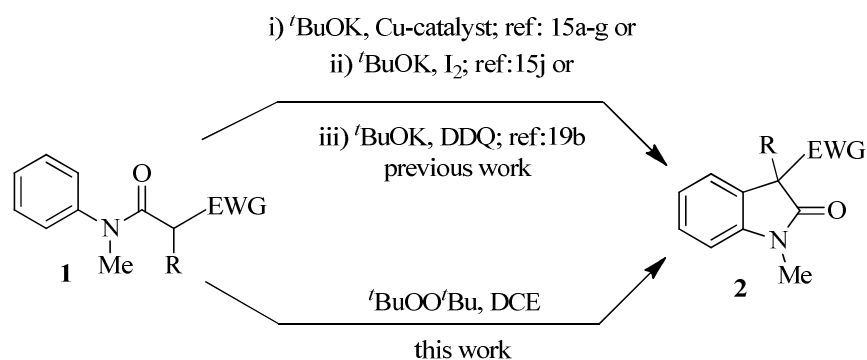 i) ᵗBuOK, Cu-catalyst; ref: 15a-g or
ii) ᵗBuOK, I₂; ref:15j or
iii) ᵗBuOK, DDQ; ref:19b
previous work
O
EWG
N
Me
R
1
R
EWG
O
N
Me
2
ᵗBuOOᵗBu, DCE
this work